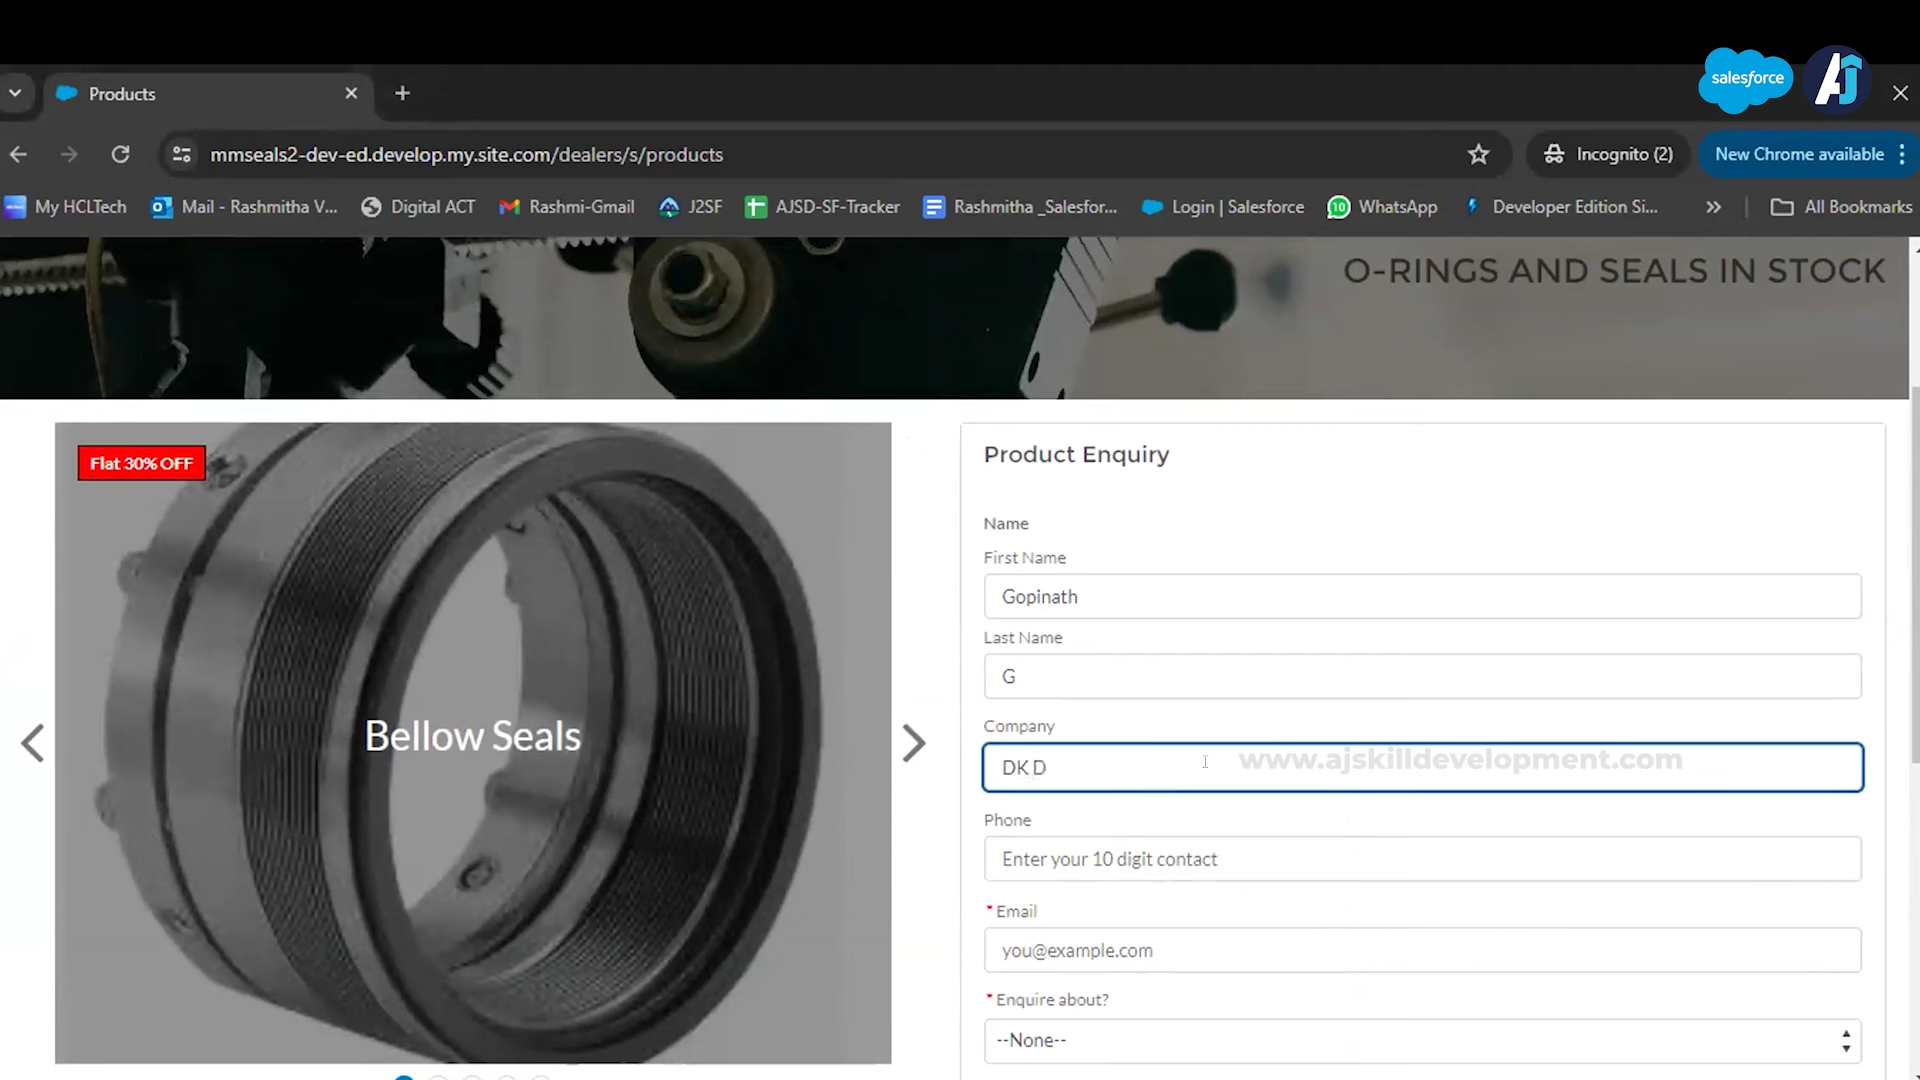 salesforce
AJ
Products
mmseals2-dev-ed.develop.my.site.com/dealers/s/products
Incognito (2)
New Chrome available
My HCLTech
Mail - Rashmitha V...
Digital ACT
Rashmi-Gmail
J2SF
AJSD-SF-Tracker
Rashmitha _Salesfor...
Login | Salesforce
10
WhatsApp
Developer Edition Si...
All Bookmarks
O-RINGS AND SEALS IN STOCK
Flat 30% OFF
Bellow Seals
Product Enquiry
Name
First Name
Gopinath
Last Name
G
Company
DK D
www.ajskilldevelopment.com
Phone
Enter your 10 digit contact
* Email
you@example.com
* Enquire about?
--None--